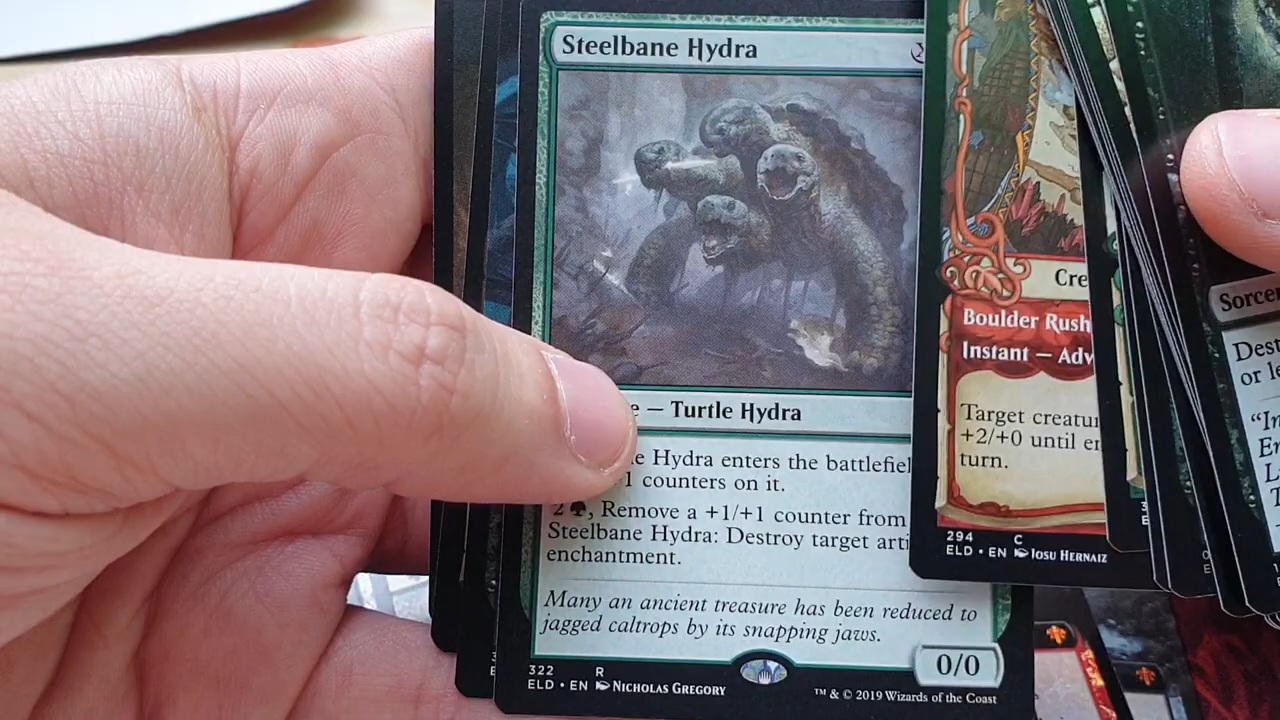 Steelbane Hydra
e — Turtle Hydra
e Hydra enters the battlefiel
1 counters on it.
2 , Remove a +1/+1 counter from
Steelbane Hydra: Destroy target arti
enchantment.
Many an ancient treasure has been reduced to
jagged caltrops by its snapping jaws.
0/0
322 R
ELD • EN Nicholas Gregory
™ & © 2019 Wizards of the Coast
Cre
Boulder Rush
Instant — Adv
Target creatu
+2/+0 until en
turn.
294 C
ELD • EN Iosu Hernaiz
Sorcer
Dest
or le
"In
En
L
T